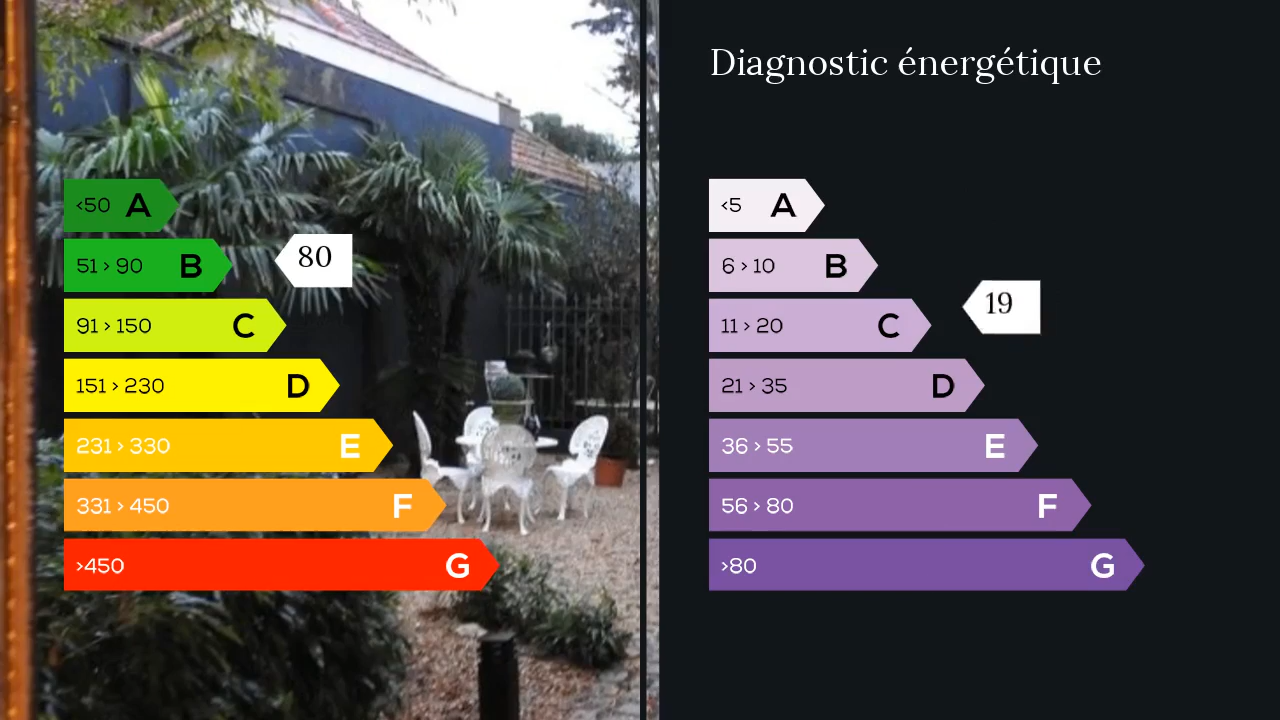 Diagnostic énergétique
<50 A
51 > 90 B
80
91 > 150 C
151 > 230 D
231 > 330 E
331 > 450 F
>450 G
<5 A
6 > 10 B
19
11 > 20 C
21 > 35 D
36 > 55 E
56 > 80 F
>80 G